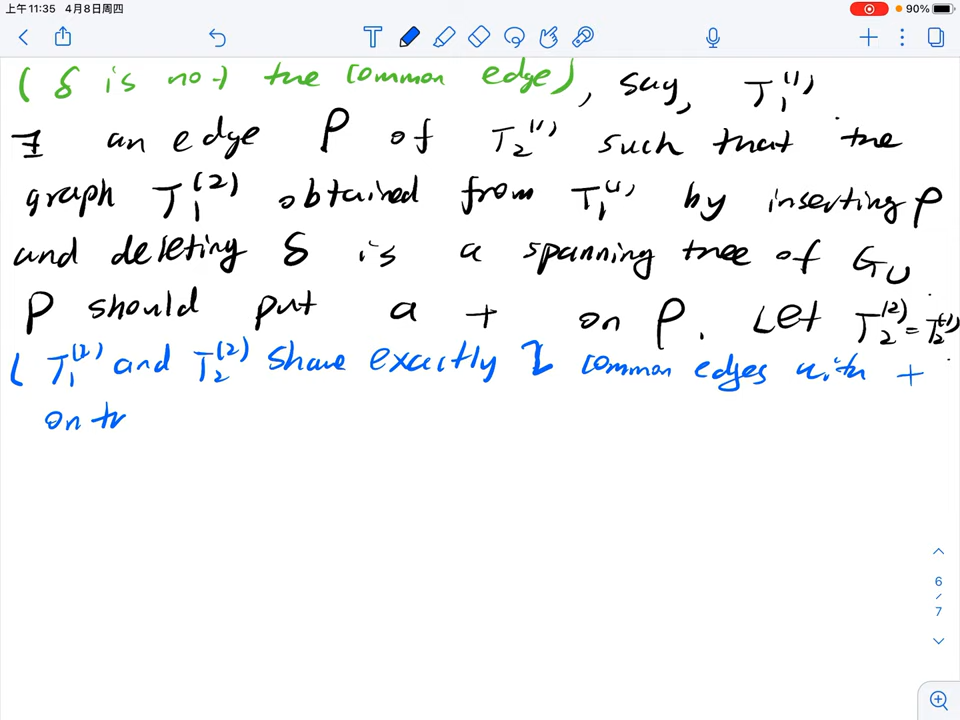 上午11:35 4月8日周四 90%
T
( δ is not the common edge), say, T₁⁽¹⁾
∃ an edge ρ of T₂⁽¹⁾ such that the
graph T₁⁽²⁾ obtained from T₁⁽¹⁾ by inserting ρ
and deleting δ is a spanning tree of G∪
P should put a + on ρ. Let T₂⁽²⁾ = T₂⁽¹⁾
( T₁⁽²⁾ and T₂⁽²⁾ share exactly 2 common edges with +
on tr
6
/
7